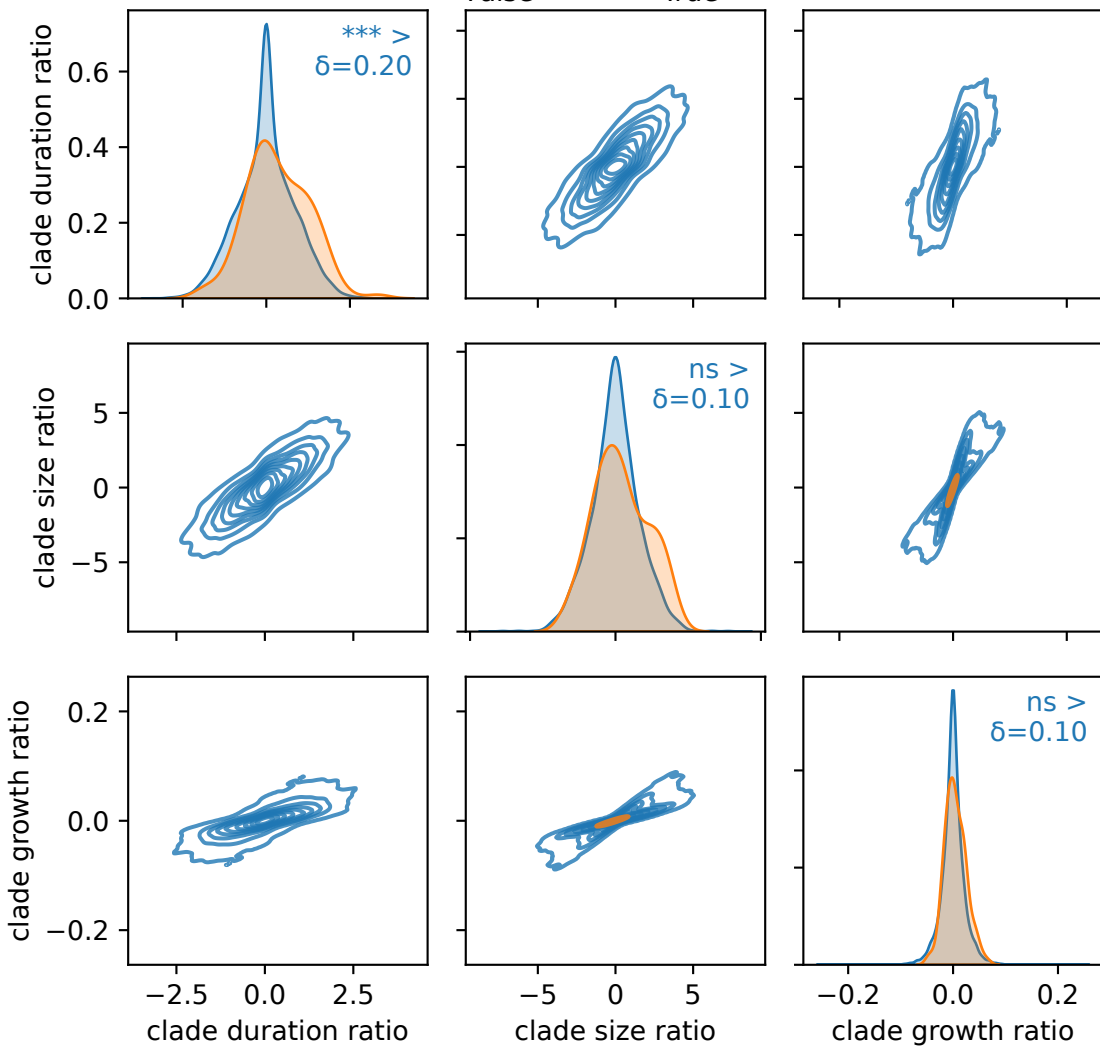 *** >
δ=0.20
clade duration ratio
0.6
0.4
0.2
0.0
ns >
δ=0.10
clade size ratio
5
0
−5
ns >
δ=0.10
clade growth ratio
0.2
0.0
−0.2
−2.5 0.0 2.5
clade duration ratio
−5 0 5
clade size ratio
−0.2 0.0 0.2
clade growth ratio